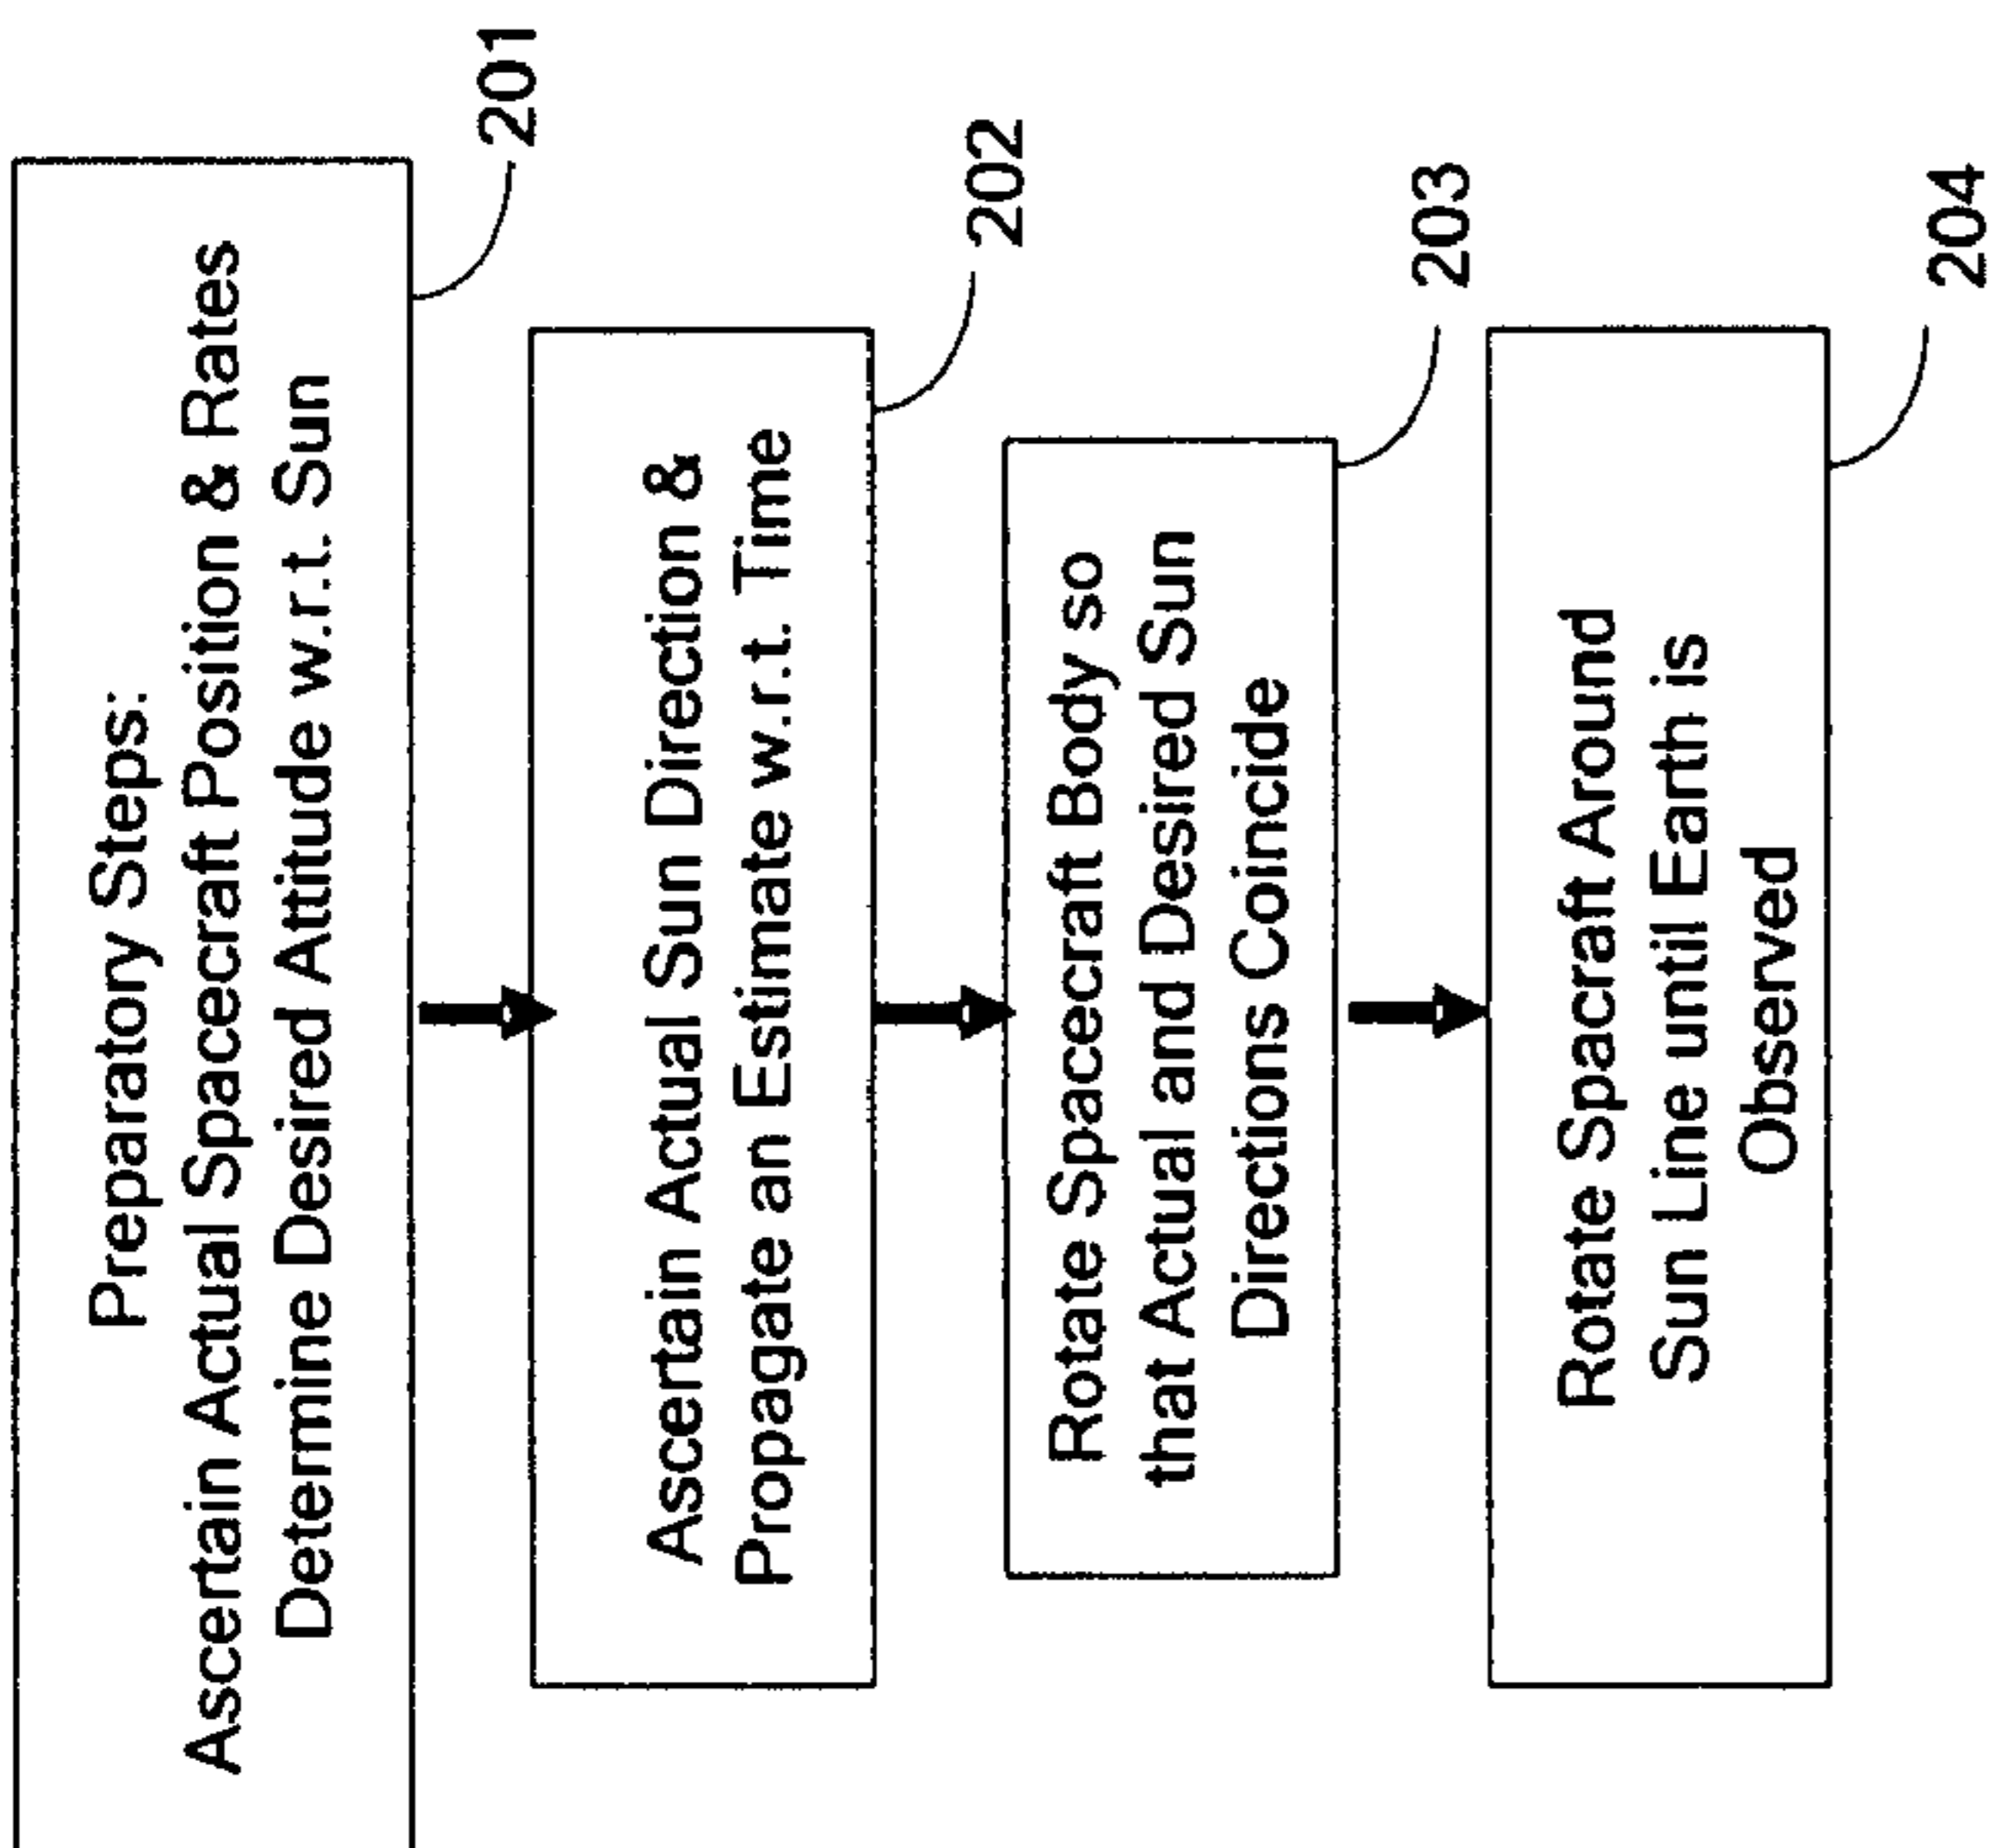 Preparatory Steps:
Ascertain Actual Spacecraft Position & Rates
Determine Desired Attitude w.r.t. Sun
201
Ascertain Actual Sun Direction &
Propagate an Estimate w.r.t. Time
202
Rotate Spacecraft Body so
that Actual and Desired Sun
Directions Coincide
203
Rotate Spacraft Around
Sun Line until Earth is
Observed
204